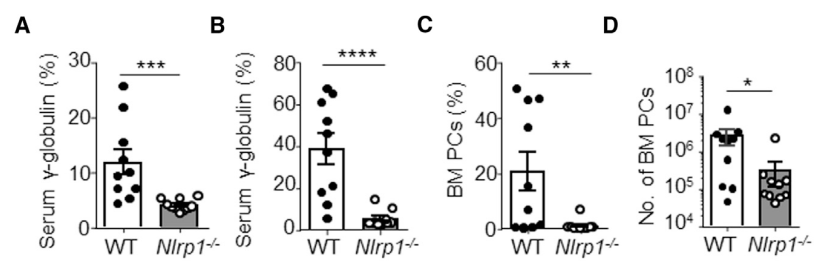 A
Serum γ-globulin (%)
30
20
10
0
***
WT
Nlrp1-/-
B
Serum γ-globulin (%)
80
60
40
20
0
****
WT
Nlrp1-/-
C
BM PCs (%)
60
40
20
0
**
WT
Nlrp1-/-
D
No. of BM PCs
10⁸
10⁷
10⁶
10⁵
10⁴
*
WT
Nlrp1-/-